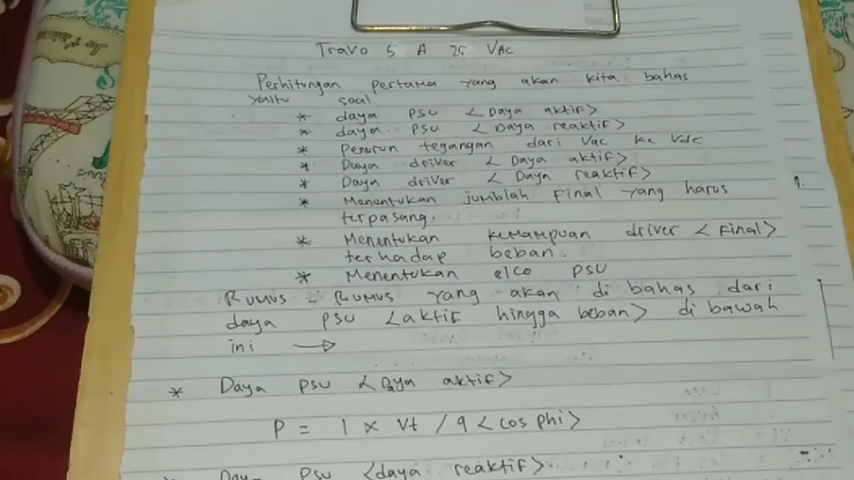 Travo 5 A 25 VAC
Perhitungan pertama yang akan kita bahas
yaitu soal
* daya PSU <Daya aktif>
* daya PSU <Daya reaktif>
* Penurun tegangan dari Vac ke Vdc
* Daya driver <Daya aktif>
* Daya driver <Daya reaktif>
* Menentukan jumblah Final yang harus
terpasang.
* Menentukan kemampuan driver <Final>
terhadap beban.
* Menentukan elco PSU
Rumus - Rumus yang akan di bahas dari
daya PSU <aktif hingga beban> di bawah
ini →
* Daya PSU <Daya aktif>
P = I x Vt / 9 <cos phi>
* Daya PSU <daya reaktif>